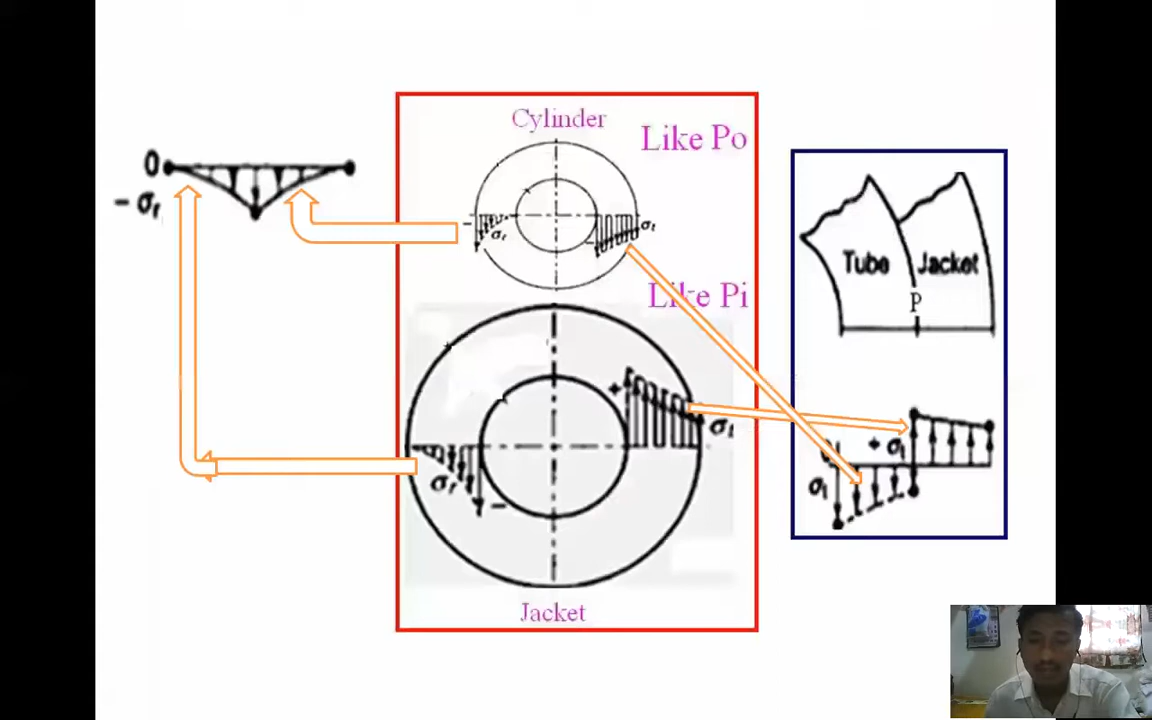 Cylinder
Like Po
0
- σr
- σr
- σt
Tube
Jacket
P
Like Pi
+
σt
+ σt
σt
σr -
Jacket